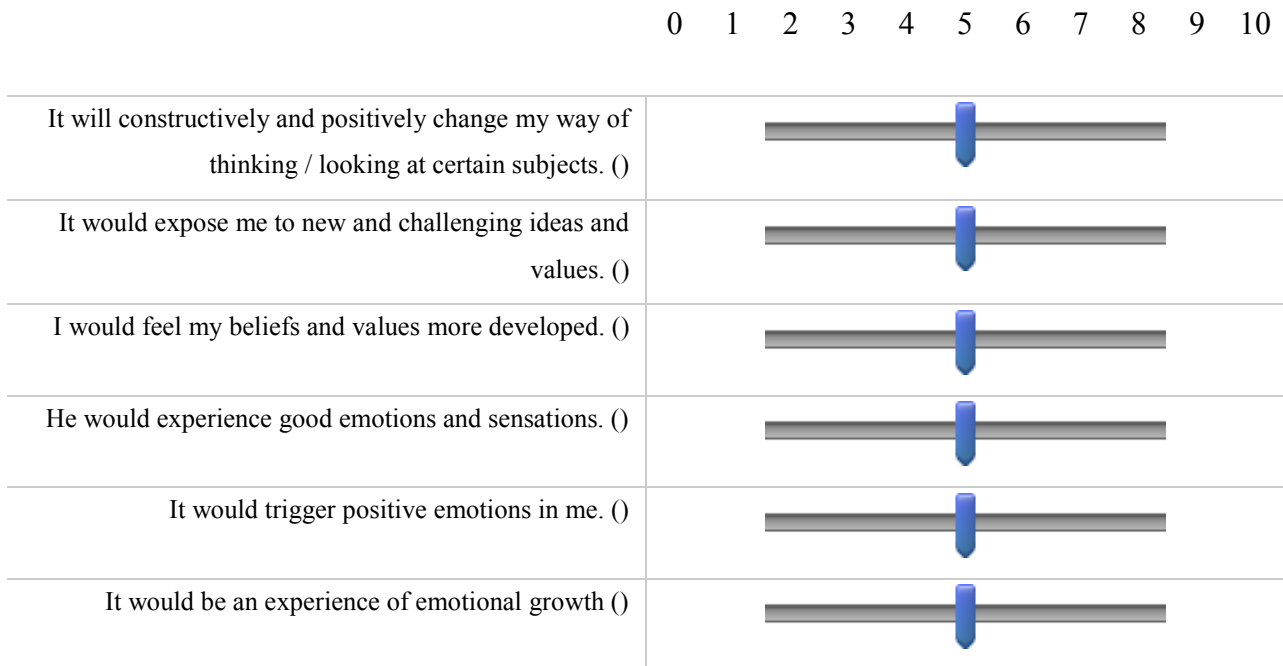 0 1 2 3 4 5 6 7 8 9 10
It will constructively and positively change my way of
thinking / looking at certain subjects. ()
It would expose me to new and challenging ideas and
values. ()
I would feel my beliefs and values more developed. ()
He would experience good emotions and sensations. ()
It would trigger positive emotions in me. ()
It would be an experience of emotional growth ()